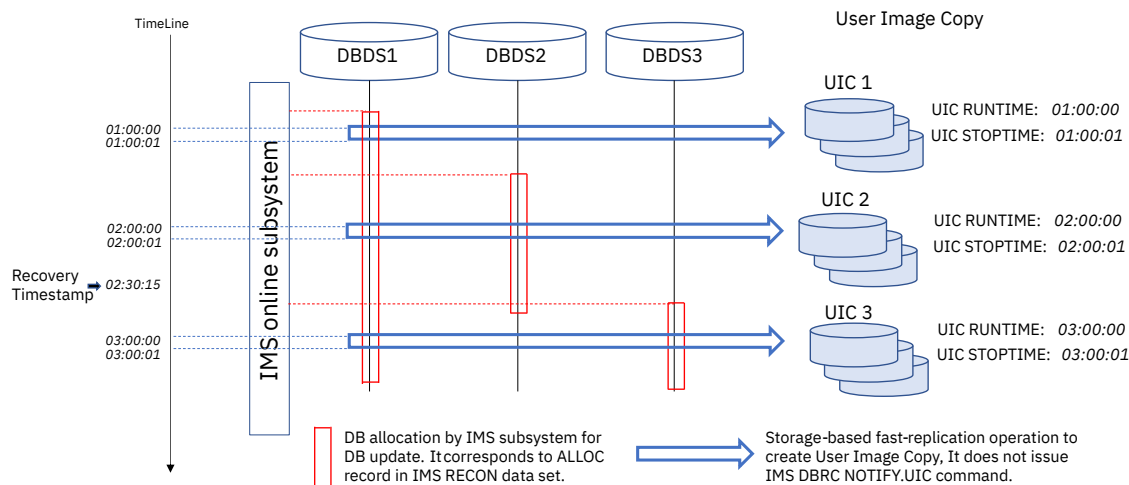 TimeLine
User Image Copy
DBDS1
DBDS2
DBDS3
UIC 1
01:00:00
01:00:01
UIC RUNTIME: 01:00:00
UIC STOPTIME: 01:00:01
IMS online subsystem
UIC 2
02:00:00
02:00:01
UIC RUNTIME: 02:00:00
UIC STOPTIME: 02:00:01
Recovery
Timestamp
02:30:15
UIC 3
03:00:00
03:00:01
UIC RUNTIME: 03:00:00
UIC STOPTIME: 03:00:01
DB allocation by IMS subsystem for
DB update. It corresponds to ALLOC
record in IMS RECON data set.
Storage-based fast-replication operation to
create User Image Copy, It does not issue
IMS DBRC NOTIFY.UIC command.